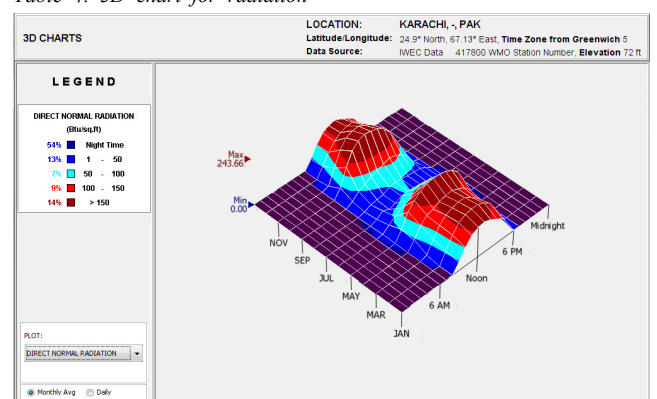 Table 4. 3D chart for radiation
3D CHARTS
LOCATION: KARACHI, -, PAK
Latitude/Longitude: 24.9° North, 67.13° East, Time Zone from Greenwich 5
Data Source: IWEC Data 417800 WMO Station Number, Elevation 72 ft
LEGEND
DIRECT NORMAL RADIATION
(Btu/sq.ft)
54% Night Time
13% 1 - 50
7% 50 - 100
9% 100 - 150
14% > 150
Max
243.66
Min
0.00
NOV
SEP
JUL
MAY
MAR
JAN
6 AM
Noon
6 PM
Midnight
PLOT:
DIRECT NORMAL RADIATION
Monthly Avg Daily